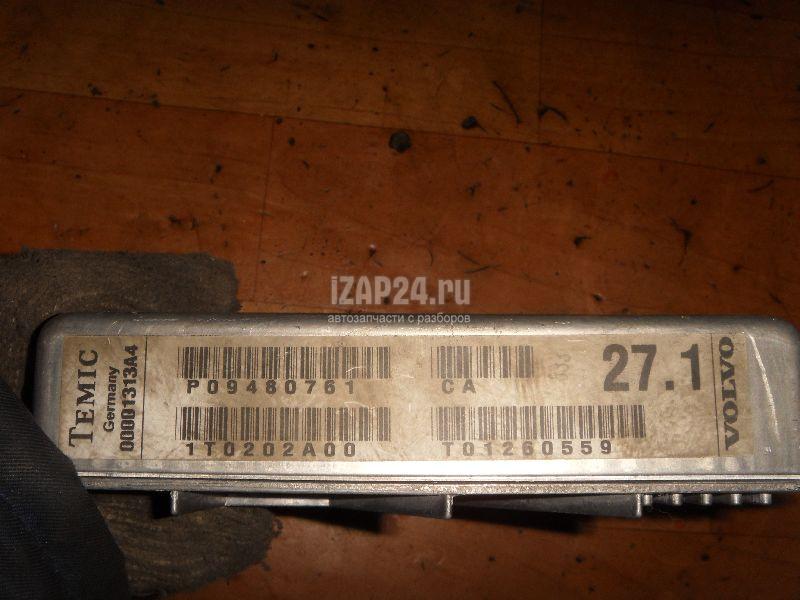 iZAP24.ru
автозапчасти с разборов
TEMIC
Germany
00001313A4
P09480761
CA
27.1
VOLVO
1T0202A00
T01260559